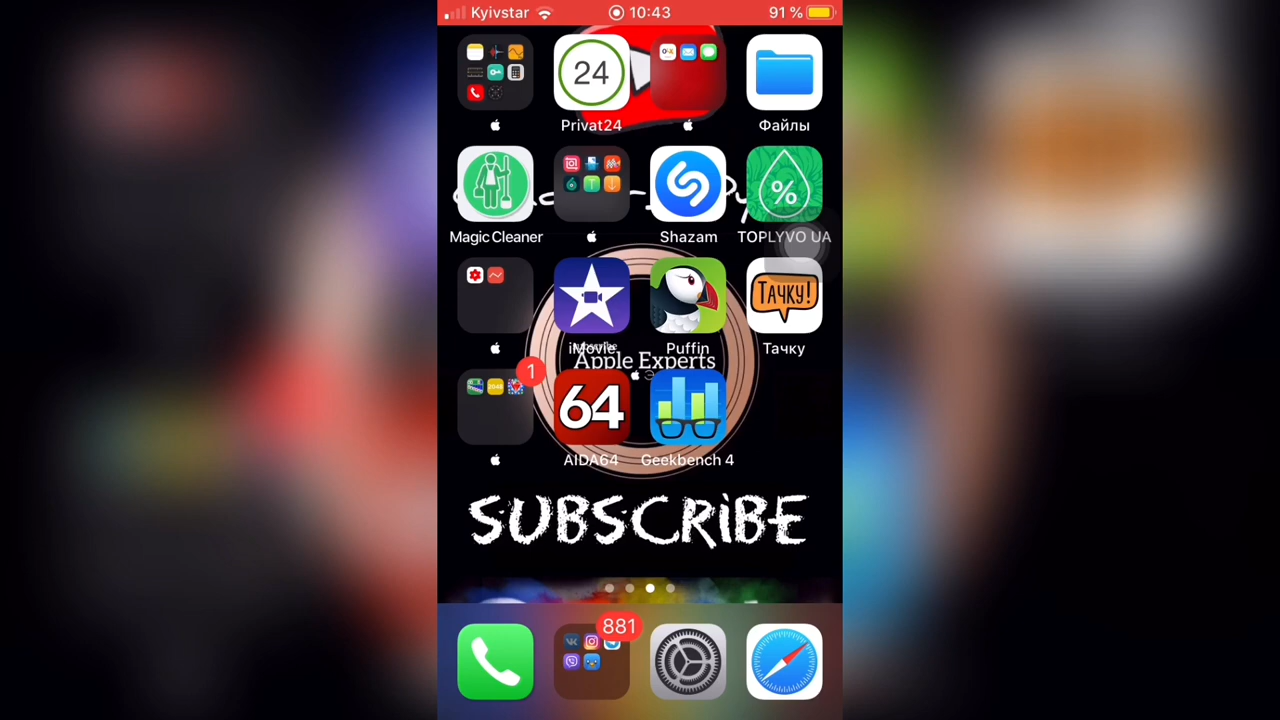 Kyivstar 10:43 91 %
24
Privat24 Файлы
%
Magic Cleaner Shazam TOPLYVO UA
ТАЧКУ!
iMovie Puffin Тачку
Apple Experts
1
2048
64
AIDA64 Geekbench 4
SUBSCRIBE
881